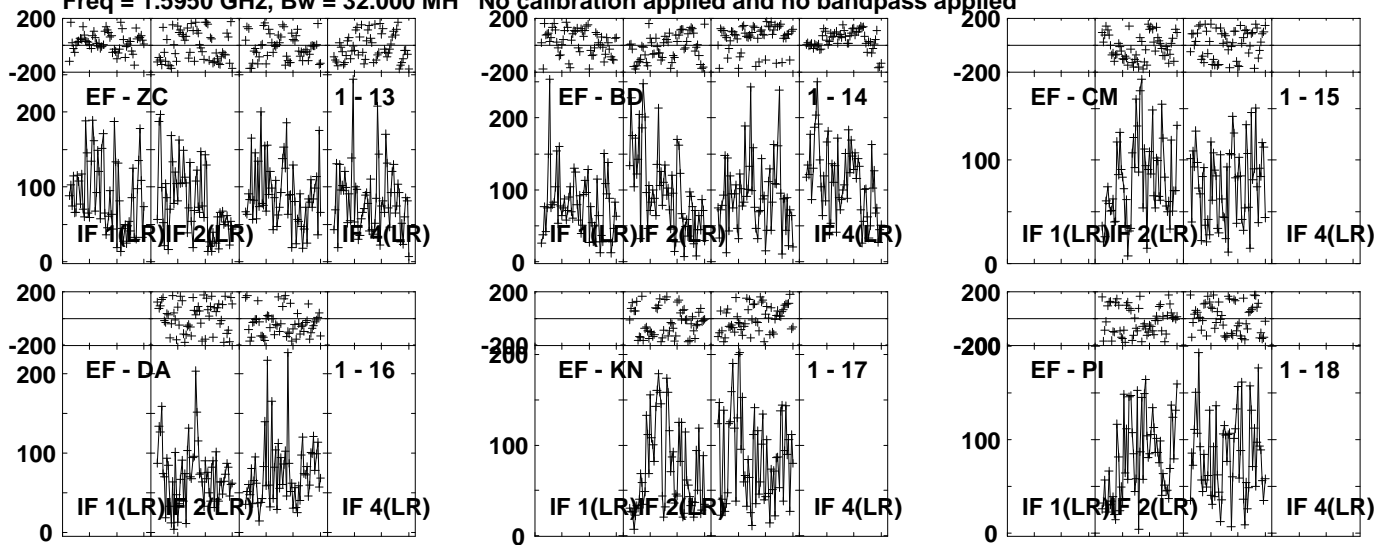 Freq = 1.5950 GHz, Bw = 32.000 MH No calibration applied and no bandpass applied
200
-200
200
100
0
EF - ZC
1 - 13
IF 1(LR)
IF 2(LR)
IF 4(LR)
200
-200
200
100
0
EF - BD
1 - 14
IF 1(LR)
IF 2(LR)
IF 4(LR)
200
-200
100
0
EF - CM
1 - 15
IF 1(LR)
IF 2(LR)
IF 4(LR)
200
-200
200
100
0
EF - DA
1 - 16
IF 1(LR)
IF 2(LR)
IF 4(LR)
200
-200
200
100
0
EF - KN
1 - 17
IF 1(LR)
IF 2(LR)
IF 4(LR)
200
-200
100
0
EF - PI
1 - 18
IF 1(LR)
IF 2(LR)
IF 4(LR)